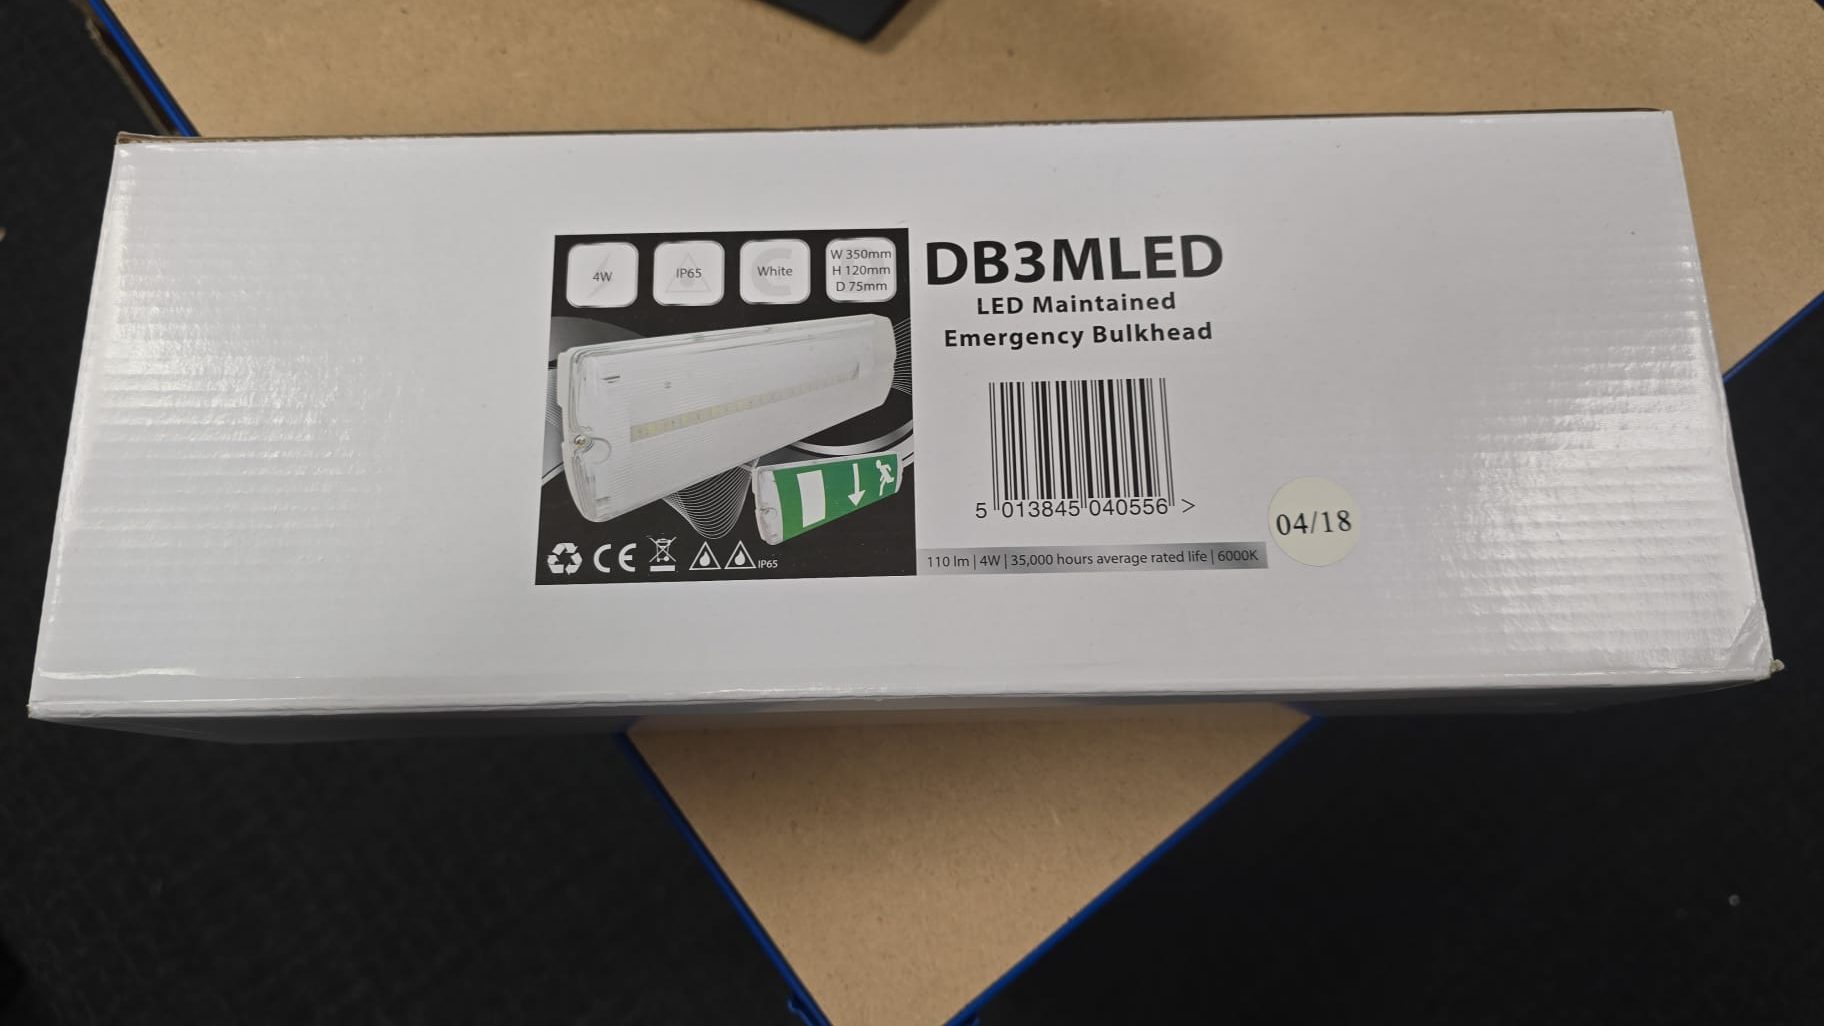 4W
IP65
White
W 350mm
H 120mm
D 75mm
DB3MLED
LED Maintained
Emergency Bulkhead
5 013845 040556 >
04/18
110 lm | 4W | 35,000 hours average rated life | 6000K
CE
IP65